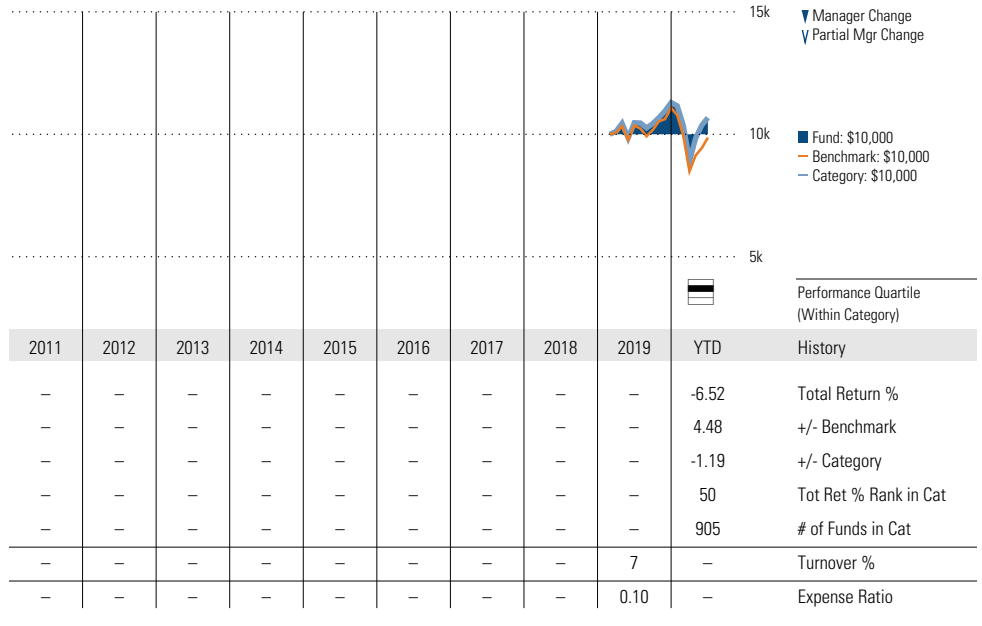 15k
Manager Change
Partial Mgr Change
10k
Fund: $10,000
Benchmark: $10,000
Category: $10,000
5k
Performance Quartile
(Within Category)
2011 2012 2013 2014 2015 2016 2017 2018 2019 YTD History
– – – – – – – – – -6.52 Total Return %
– – – – – – – – – 4.48 +/- Benchmark
– – – – – – – – – -1.19 +/- Category
– – – – – – – – – 50 Tot Ret % Rank in Cat
– – – – – – – – – 905 # of Funds in Cat
– – – – – – – – 7 – Turnover %
– – – – – – – – 0.10 – Expense Ratio